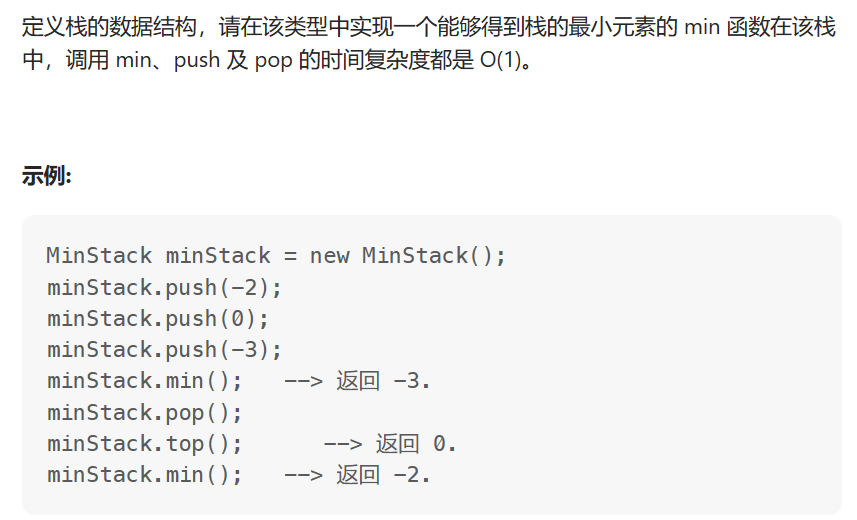 定义栈的数据结构，请在该类型中实现一个能够得到栈的最小元素的 min 函数在该栈
中，调用 min、push 及 pop 的时间复杂度都是 O(1)。
示例:
MinStack minStack = new MinStack();
minStack.push(-2);
minStack.push(0);
minStack.push(-3);
minStack.min();   --> 返回 -3.
minStack.pop();
minStack.top();      --> 返回 0.
minStack.min();   --> 返回 -2.